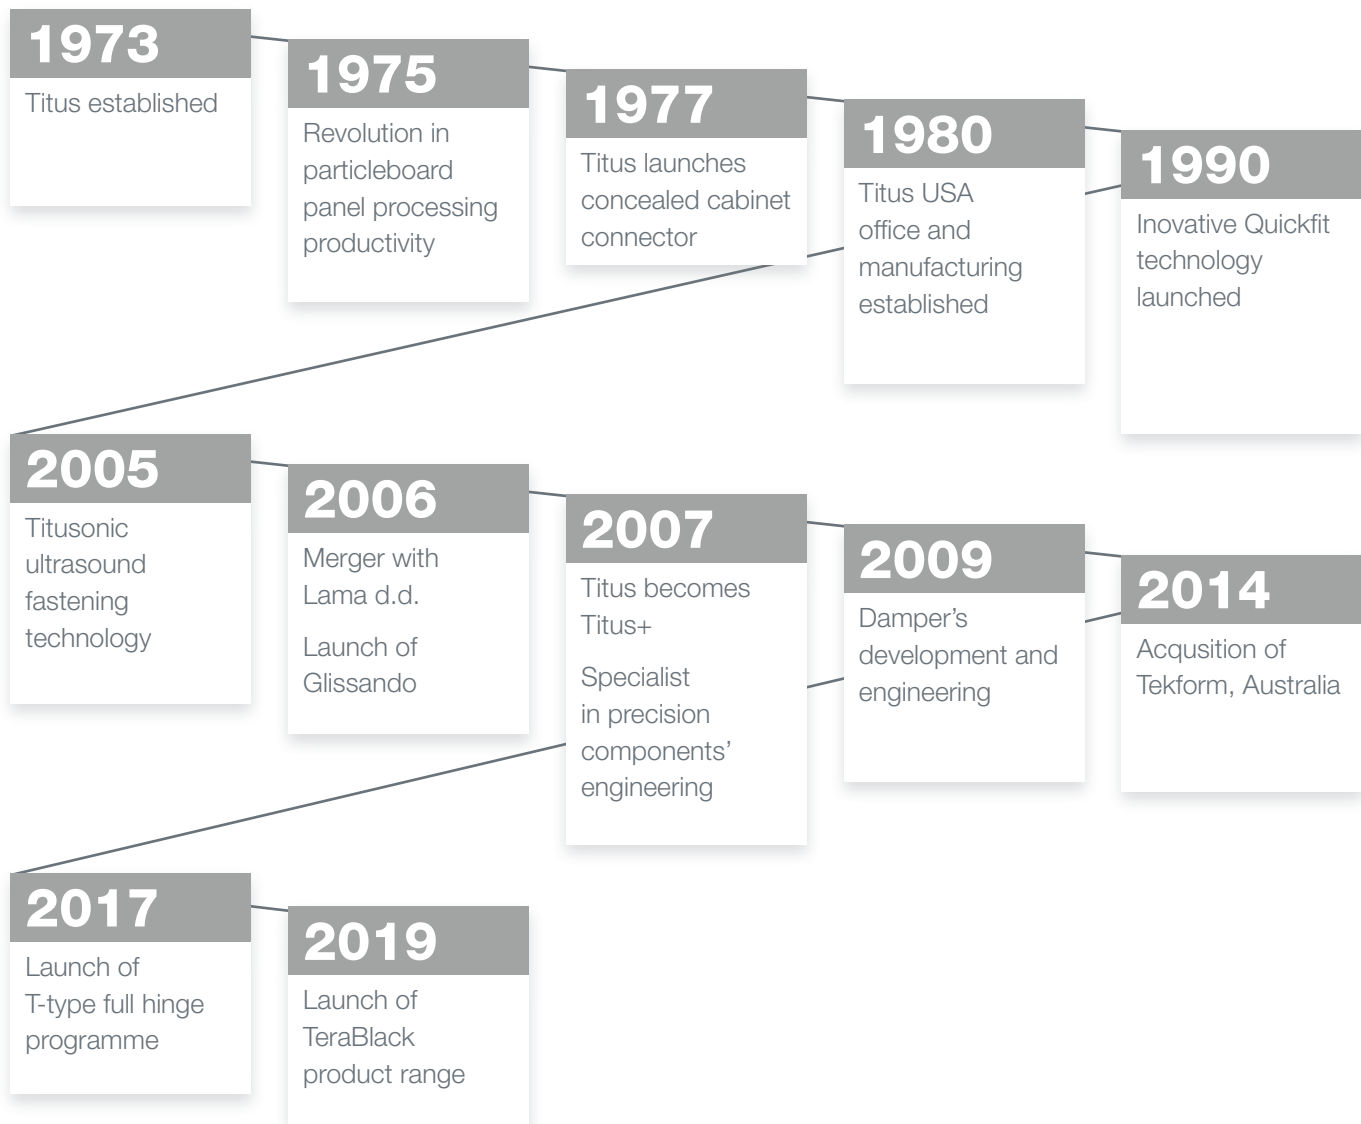 1973
Titus established
1975
Revolution in
particleboard
panel processing
productivity
1977
Titus launches
concealed cabinet
connector
1980
Titus USA
office and
manufacturing
established
1990
Inovative Quickfit
technology
launched
2005
Titusonic
ultrasound
fastening
technology
2006
Merger with
Lama d.d.
Launch of
Glissando
2007
Titus becomes
Titus+
Specialist
in precision
components’
engineering
2009
Damper’s
development and
engineering
2014
Acqusition of
Tekform, Australia
2017
Launch of
T-type full hinge
programme
2019
Launch of
TeraBlack
product range